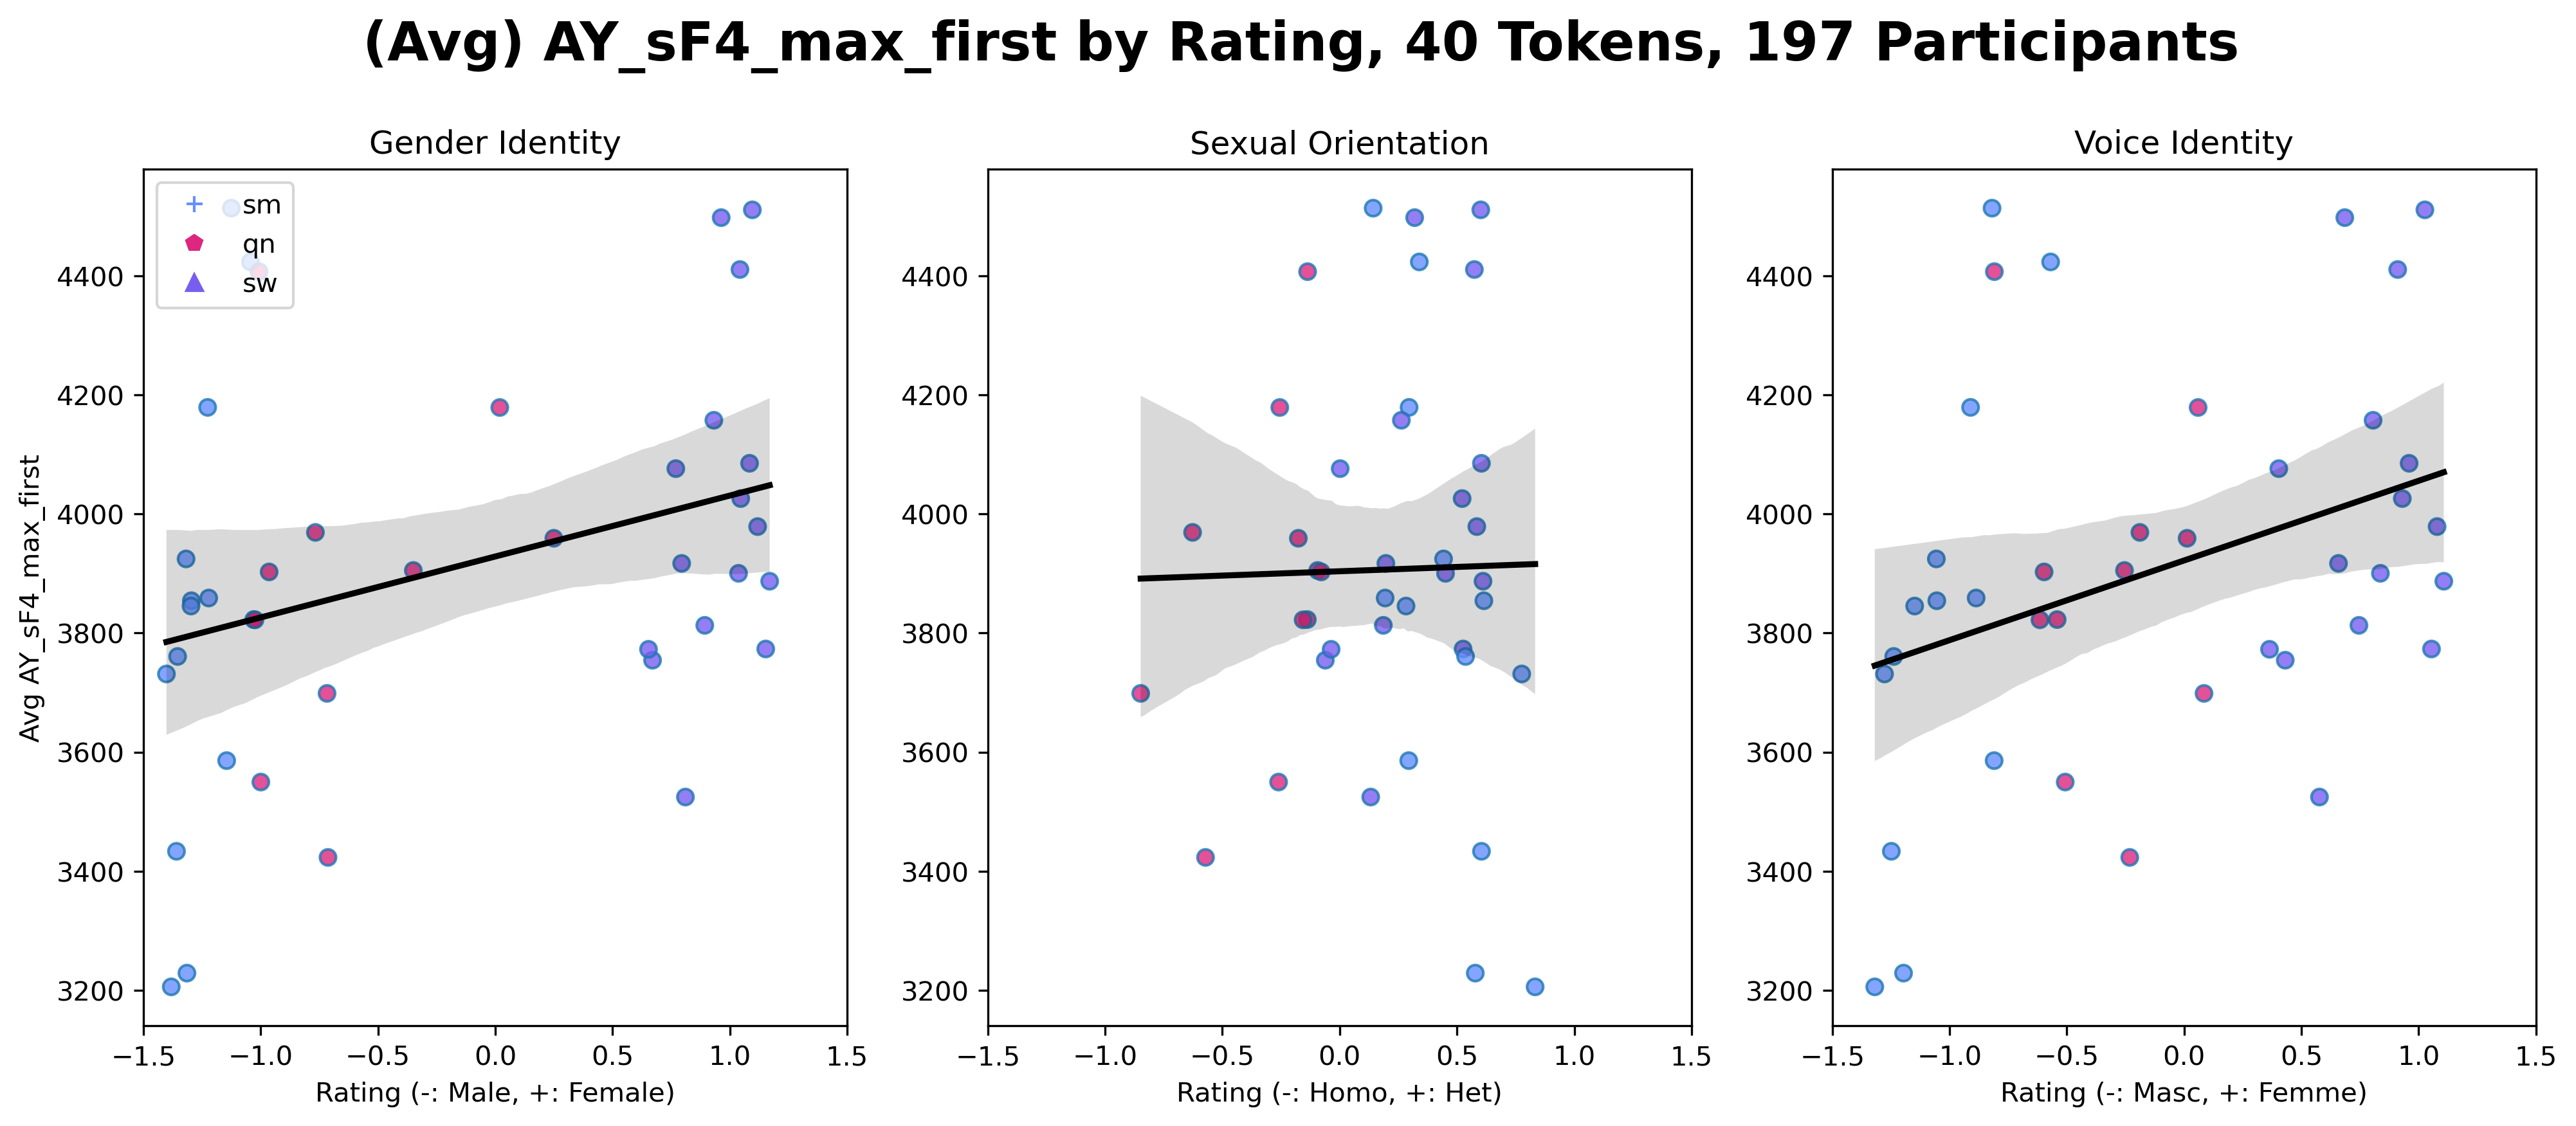 (Avg) AY_sF4_max_first by Rating, 40 Tokens, 197 Participants
Gender Identity
Sexual Orientation
Voice Identity
sm
qn
sw
Avg AY_sF4_max_first
4400
4200
4000
3800
3600
3400
3200
−1.5 −1.0 −0.5 0.0 0.5 1.0 1.5
Rating (-: Male, +: Female)
4400
4200
4000
3800
3600
3400
3200
−1.5 −1.0 −0.5 0.0 0.5 1.0 1.5
Rating (-: Homo, +: Het)
4400
4200
4000
3800
3600
3400
3200
−1.5 −1.0 −0.5 0.0 0.5 1.0 1.5
Rating (-: Masc, +: Femme)